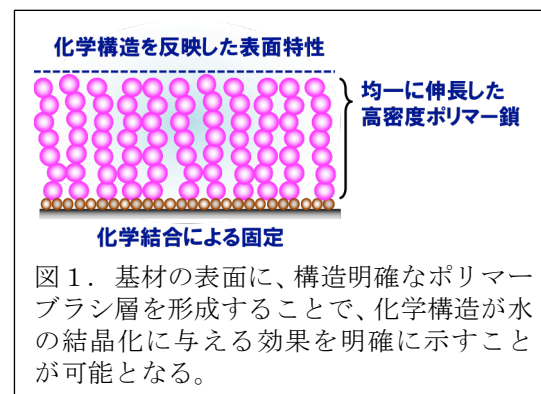 化学構造を反映した表面特性
均一に伸長した
高密度ポリマー鎖
化学結合による固定
図1. 基材の表面に、構造明確なポリマー
ブラシ層を形成することで、化学構造が水
の結晶化に与える効果を明確に示すこと
が可能となる。